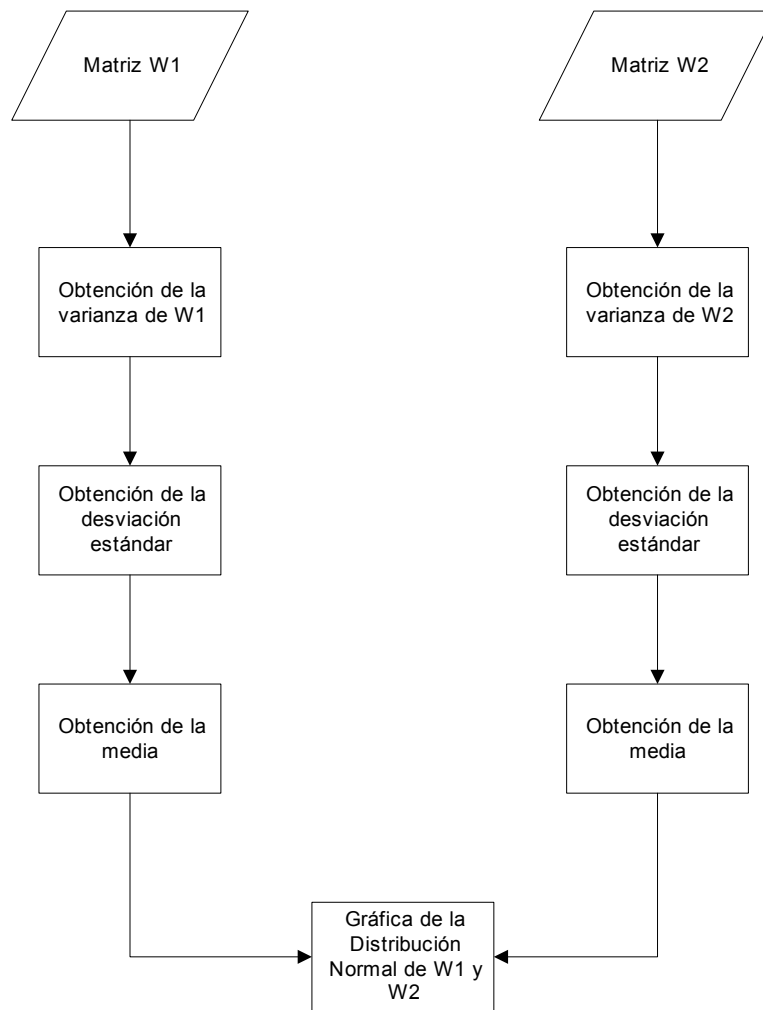 Matriz W1
Matriz W2
Obtención de la
varianza de W1
Obtención de la
varianza de W2
Obtención de la
desviación
estándar
Obtención de la
desviación
estándar
Obtención de la
media
Obtención de la
media
Gráfica de la
Distribución
Normal de W1 y
W2